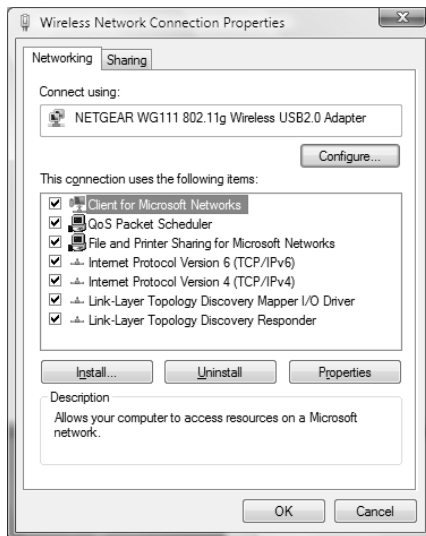 Wireless Network Connection Properties
Networking
Sharing
Connect using:
NETGEAR WG111 802.11g Wireless USB2.0 Adapter
Configure...
This connection uses the following items:
Client for Microsoft Networks
QoS Packet Scheduler
File and Printer Sharing for Microsoft Networks
Internet Protocol Version 6 (TCP/IPv6)
Internet Protocol Version 4 (TCP/IPv4)
Link-Layer Topology Discovery Mapper I/O Driver
Link-Layer Topology Discovery Responder
Install...
Uninstall
Properties
Description
Allows your computer to access resources on a Microsoft
network.
OK
Cancel